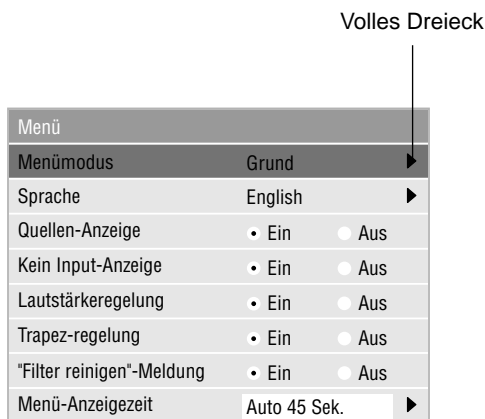 Volles Dreieck
Menü
Menümodus Grund
Sprache English
Quellen-Anzeige Ein Aus
Kein Input-Anzeige Ein Aus
Lautstärkeregelung Ein Aus
Trapez-regelung Ein Aus
"Filter reinigen"-Meldung Ein Aus
Menü-Anzeigezeit Auto 45 Sek.